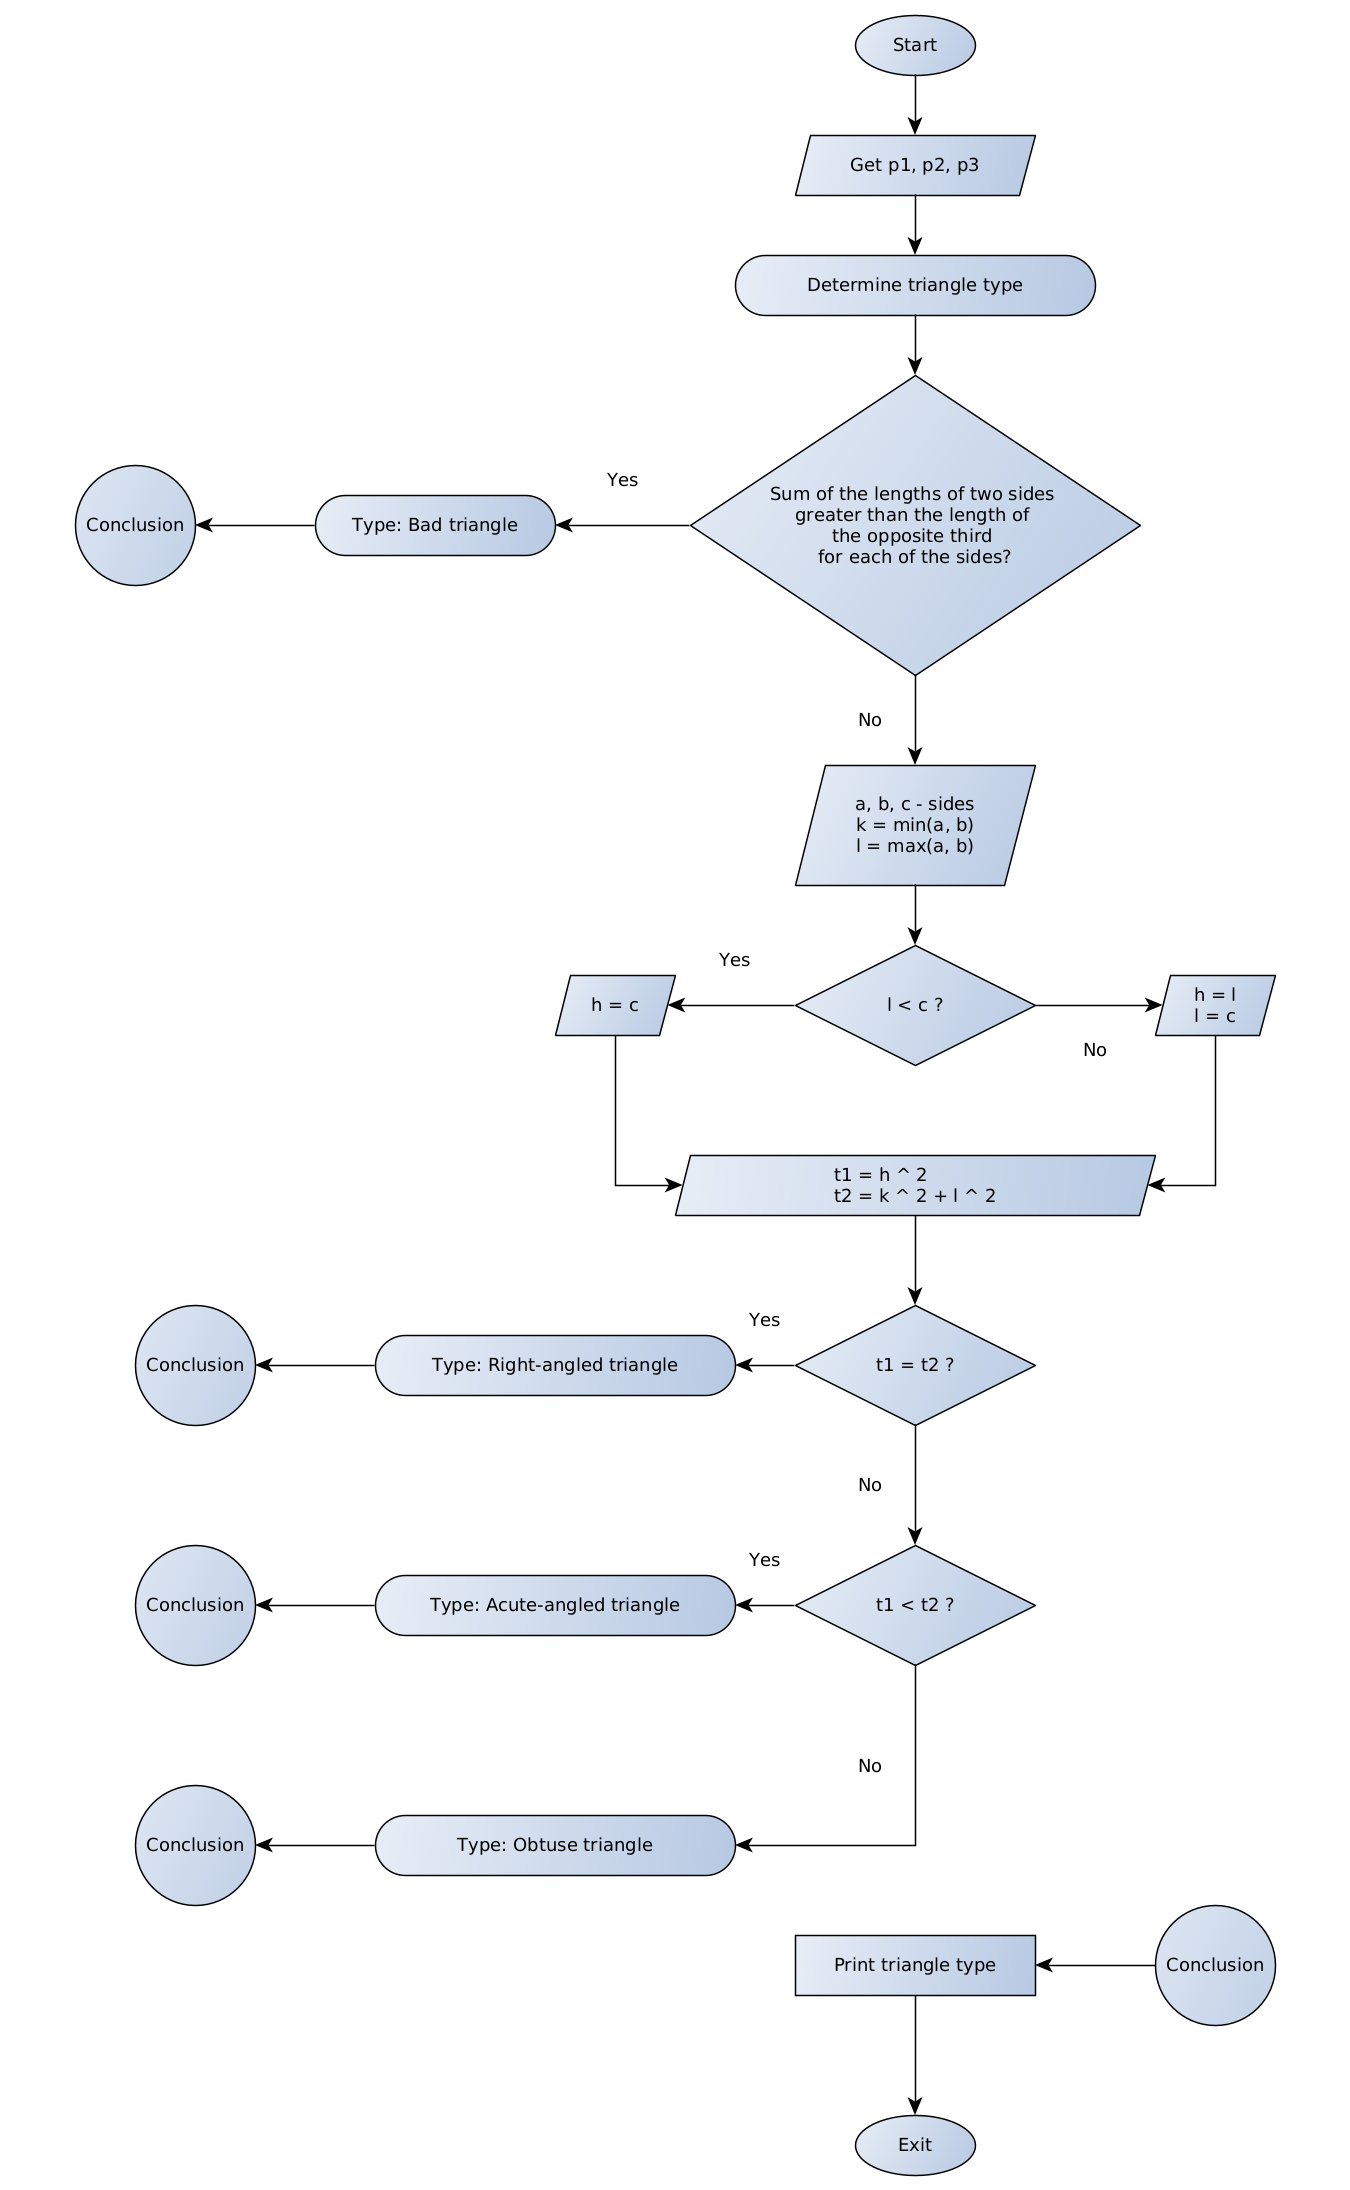 Start
Get p1, p2, p3
Determine triangle type
Sum of the lengths of two sides
greater than the length of
the opposite third
for each of the sides?
Yes
Type: Bad triangle
Conclusion
No
a, b, c - sides
k = min(a, b)
l = max(a, b)
l < c ?
Yes
h = c
No
h = l
l = c
t1 = h ^ 2
t2 = k ^ 2 + l ^ 2
t1 = t2 ?
Yes
Type: Right-angled triangle
Conclusion
No
t1 < t2 ?
Yes
Type: Acute-angled triangle
Conclusion
No
Type: Obtuse triangle
Conclusion
Conclusion
Print triangle type
Exit